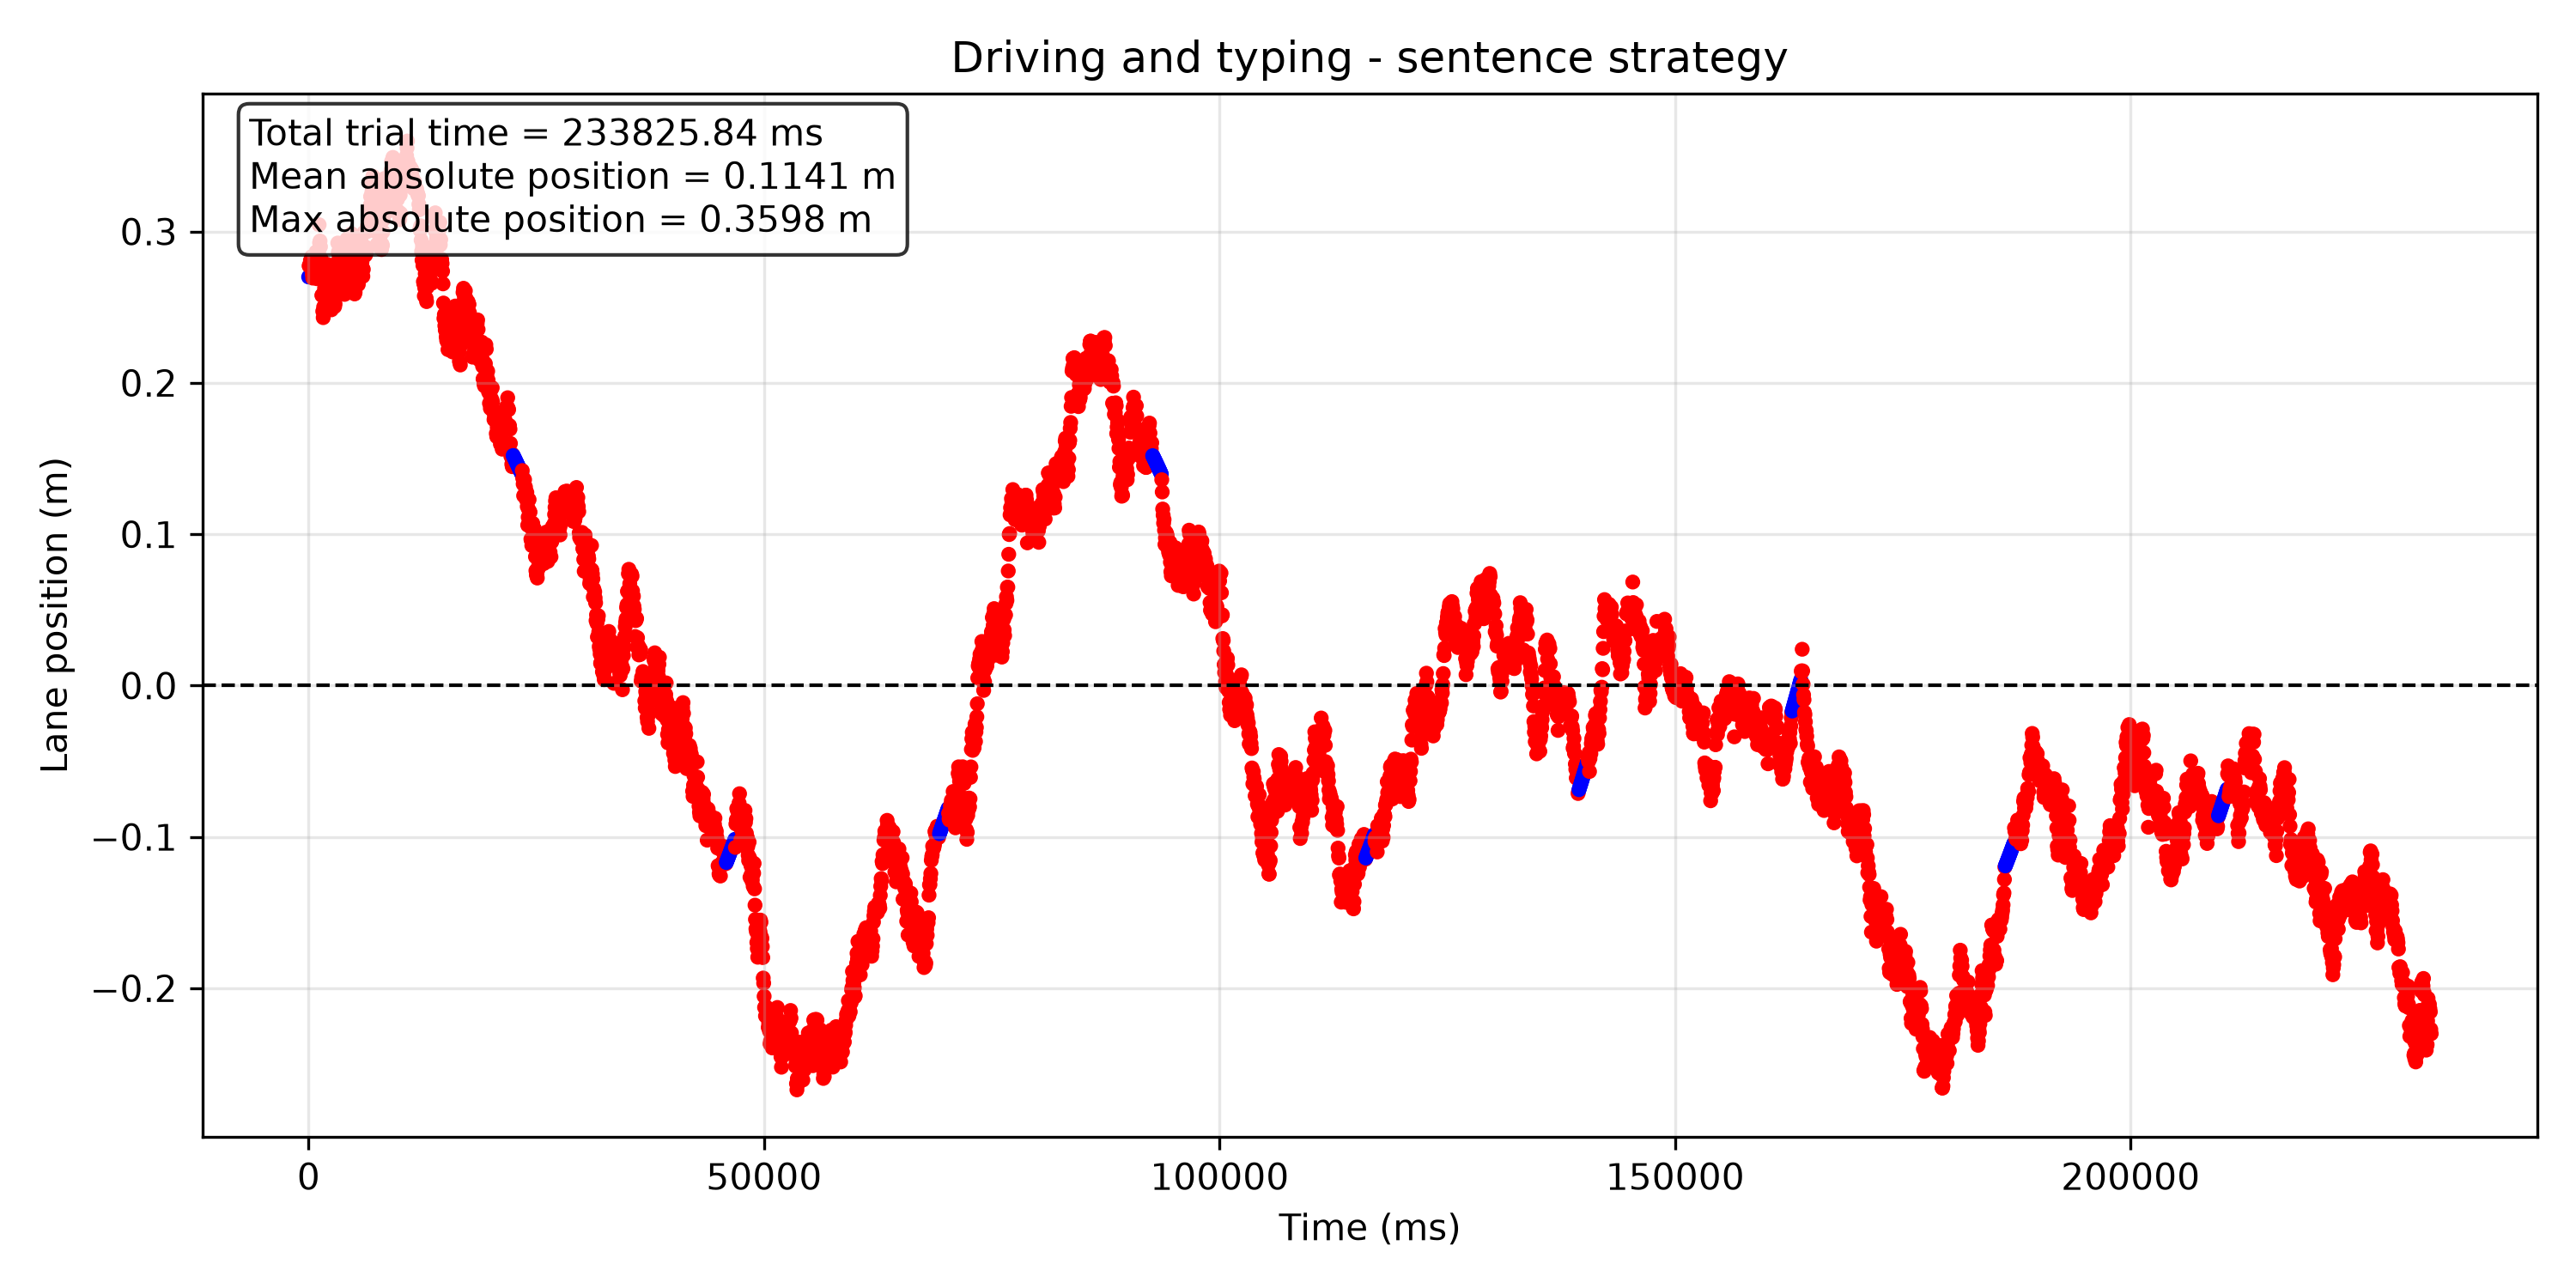 Driving and typing - sentence strategy
Total trial time = 233825.84 ms
Mean absolute position = 0.1141 m
Max absolute position = 0.3598 m
Lane position (m)
0.3
0.2
0.1
0.0
−0.1
−0.2
0 50000 100000 150000 200000
Time (ms)